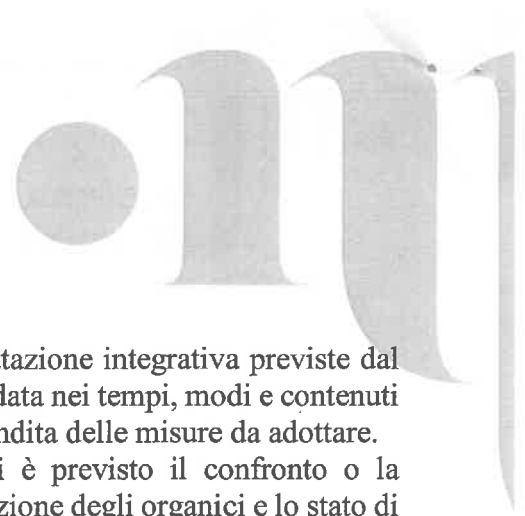 tazione integrativa previste dal
data nei tempi, modi e contenuti
ndita delle misure da adottare.
i è previsto il confronto o la
zione degli organici e lo stato di